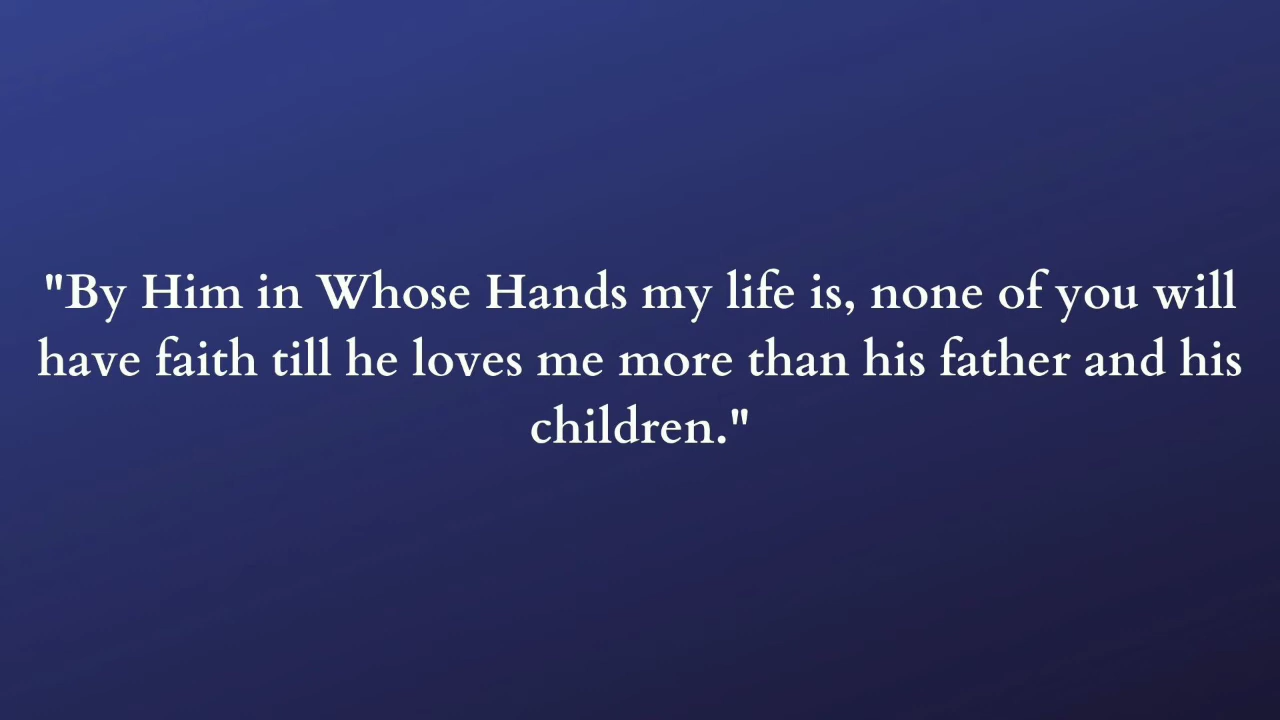 "By Him in Whose Hands my life is, none of you will
have faith till he loves me more than his father and his
children."